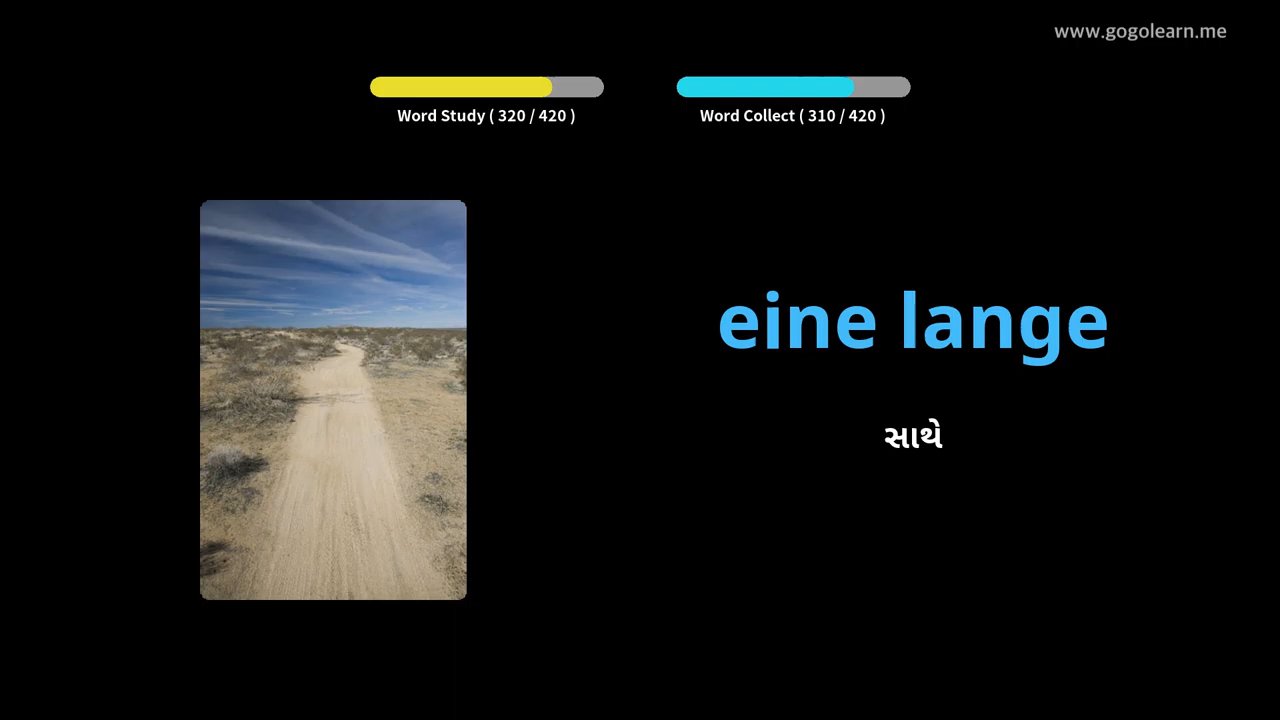 www.gogolearn.me
Word Study ( 320 / 420 )
Word Collect ( 310 / 420 )
eine lange
સાથે